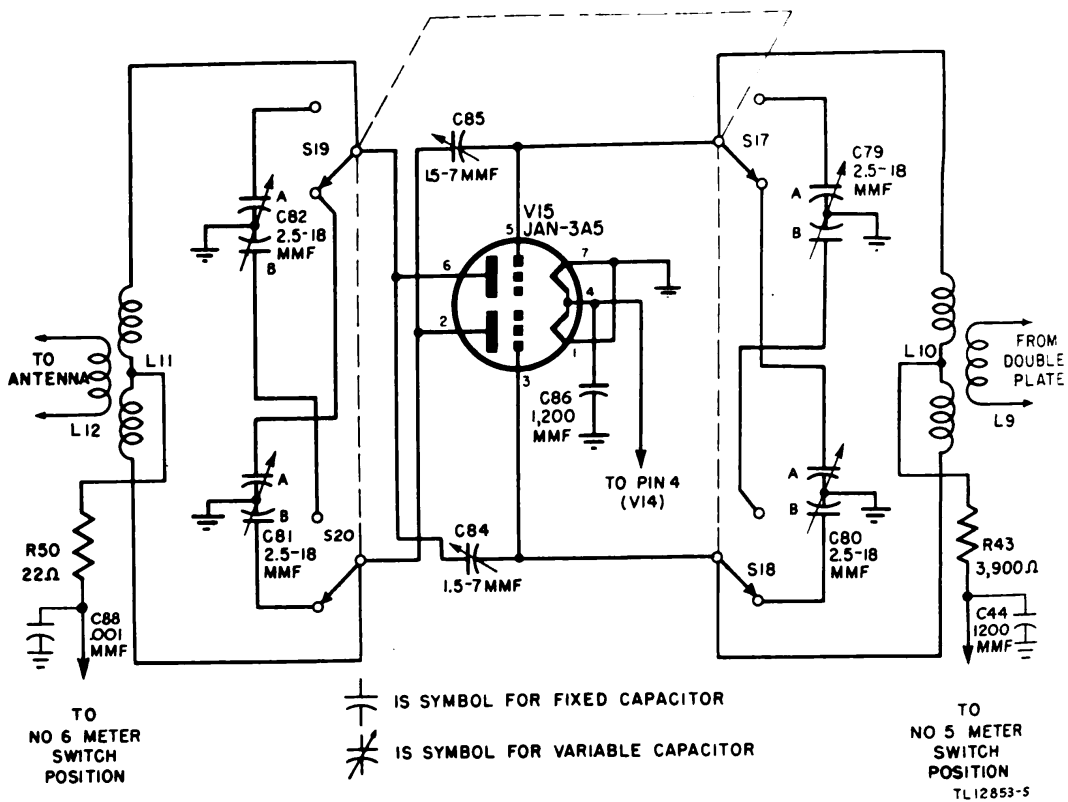 C85
1.5-7 MMF
S19
S17
A
C82
2.5-18
MMF
B
C79
2.5-18
MMF
A
B
V15
JAN-3A5
5
7
6
4
2
1
3
TO
ANTENNA
L11
L12
L10
FROM
DOUBLE
PLATE
L9
C86
1,200
MMF
TO PIN 4
(V14)
A
B
C81
2.5-18
MMF
S20
C84
1.5-7 MMF
A
B
C80
2.5-18
MMF
S18
R50
22Ω
R43
3,900Ω
C88
.001
MMF
C44
1200
MMF
IS SYMBOL FOR FIXED CAPACITOR
IS SYMBOL FOR VARIABLE CAPACITOR
TO
NO 6 METER
SWITCH
POSITION
TO
NO 5 METER
SWITCH
POSITION
TL12853-S